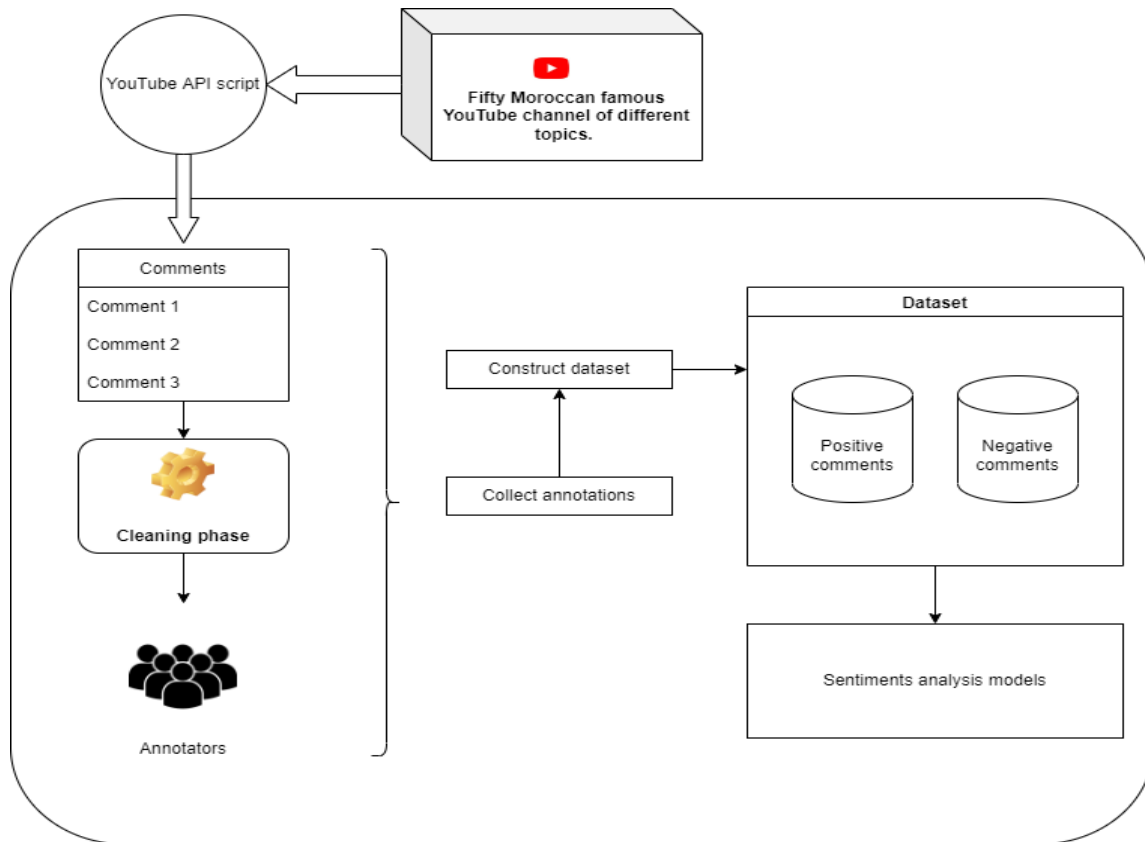 YouTube API script
Fifty Moroccan famous
YouTube channel of different
topics.
Comments
Comment 1
Comment 2
Comment 3
Cleaning phase
Annotators
Construct dataset
Collect annotations
Dataset
Positive
comments
Negative
comments
Sentiments analysis models